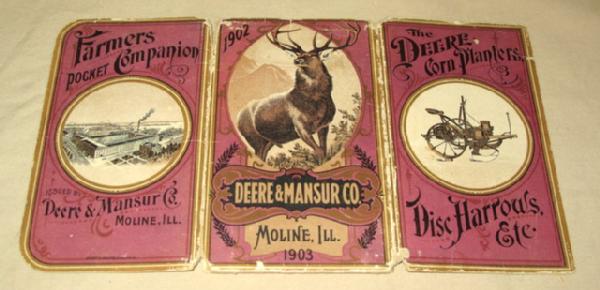 Farmers
POCKET Companion
ISSUED BY
Deere & Mansur Co.
MOLINE, ILL.
1902
DEERE & MANSUR CO.
MOLINE, ILL.
1903
The
DEERE
Corn Planters,
Disc Harrows,
Etc.